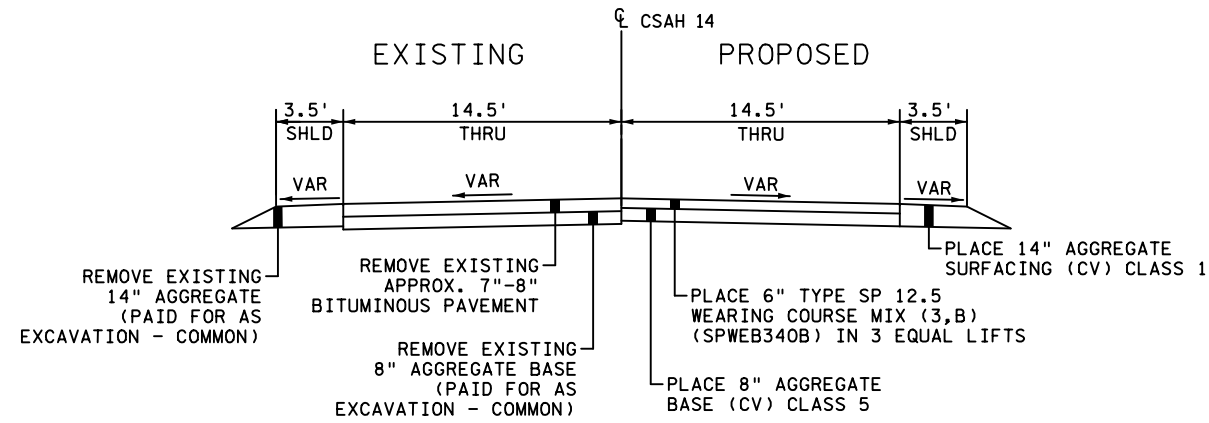 ℄ CSAH 14
EXISTING
PROPOSED
3.5'
14.5'
14.5'
3.5'
SHLD
THRU
THRU
SHLD
VAR
VAR
VAR
VAR
REMOVE EXISTING
14" AGGREGATE
(PAID FOR AS
EXCAVATION - COMMON)
REMOVE EXISTING
APPROX. 7"-8"
BITUMINOUS PAVEMENT
REMOVE EXISTING
8" AGGREGATE BASE
(PAID FOR AS
EXCAVATION - COMMON)
PLACE 14" AGGREGATE
SURFACING (CV) CLASS 1
PLACE 6" TYPE SP 12.5
WEARING COURSE MIX (3,B)
(SPWEB340B) IN 3 EQUAL LIFTS
PLACE 8" AGGREGATE
BASE (CV) CLASS 5